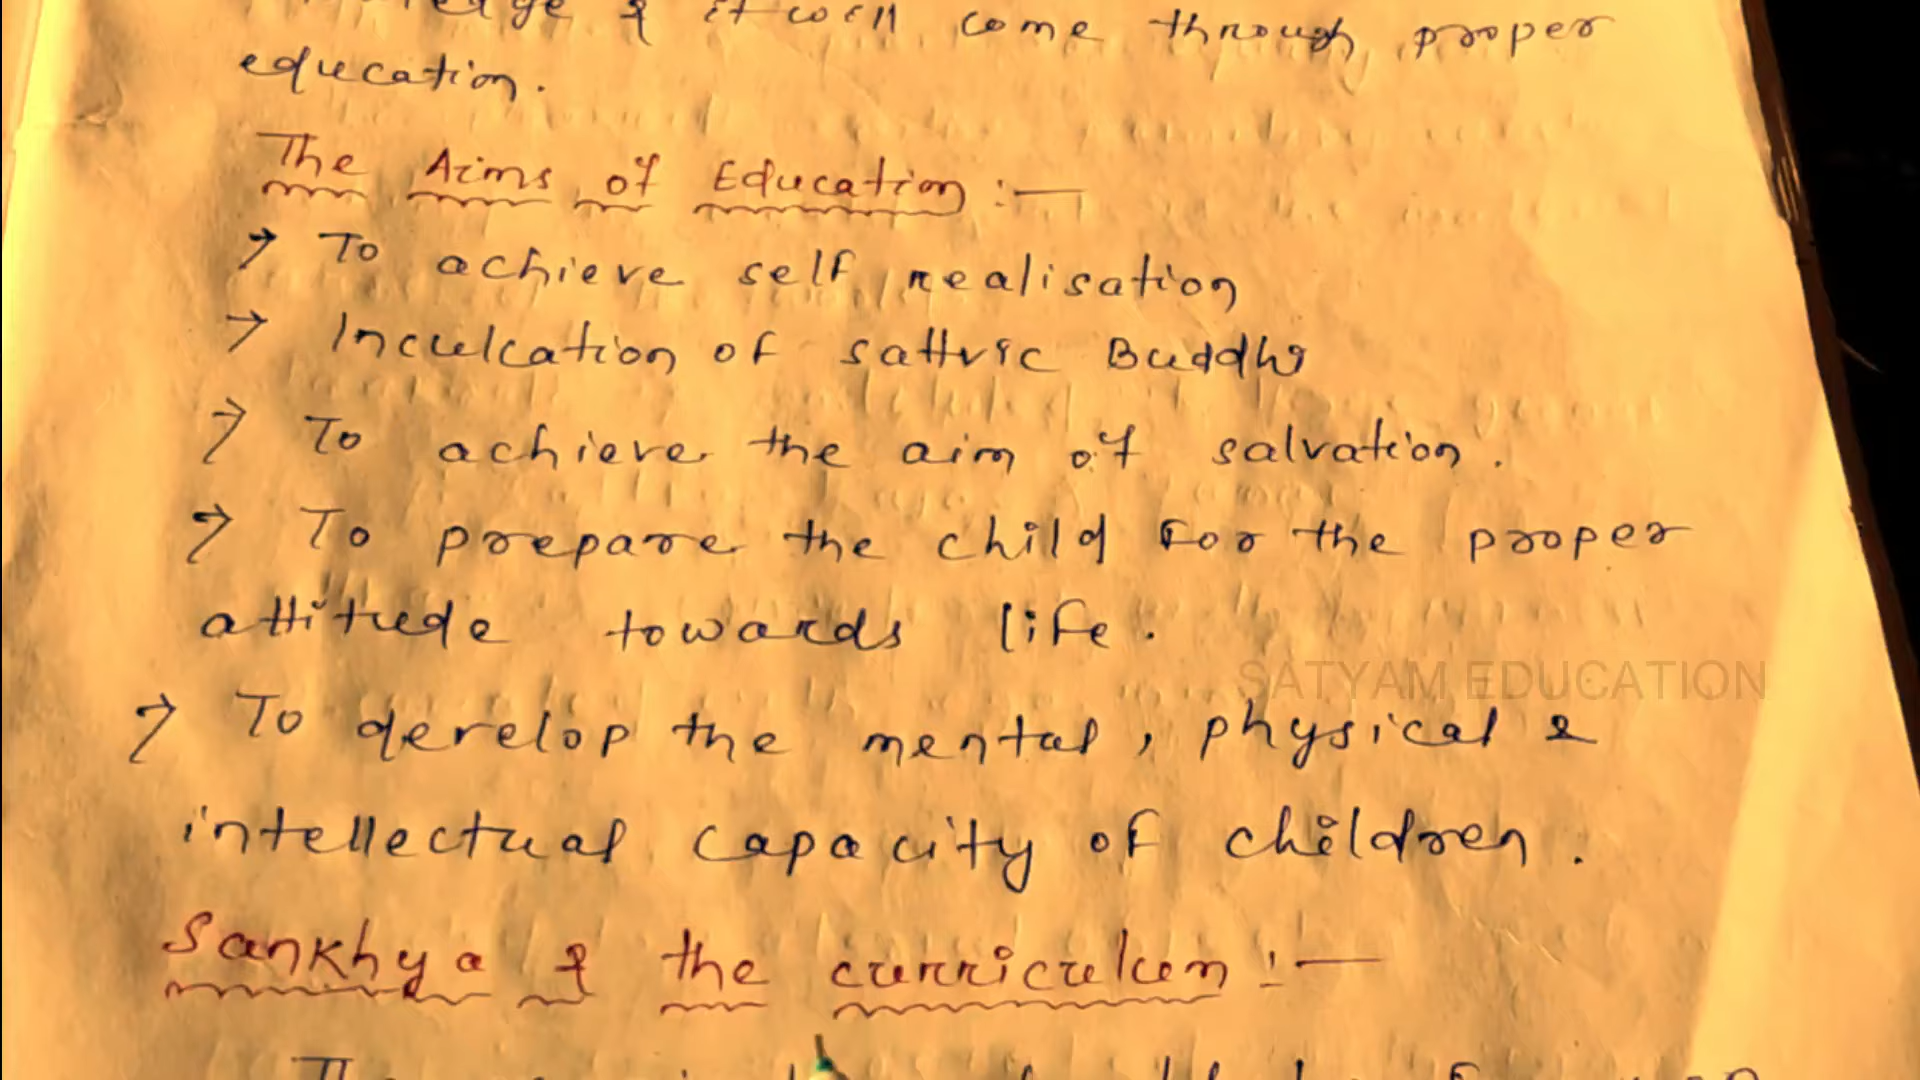 & it will come through proper
education.
The Aims of Education :—
→ To achieve self realisation
→ Inculcation of sattvic Buddhi
→ To achieve the aim of salvation.
→ To prepare the child for the proper
attitude towards life.
SATYAM EDUCATION
→ To develop the mental, physical &
intellectual capacity of children.
Sankhya & the curriculum :—